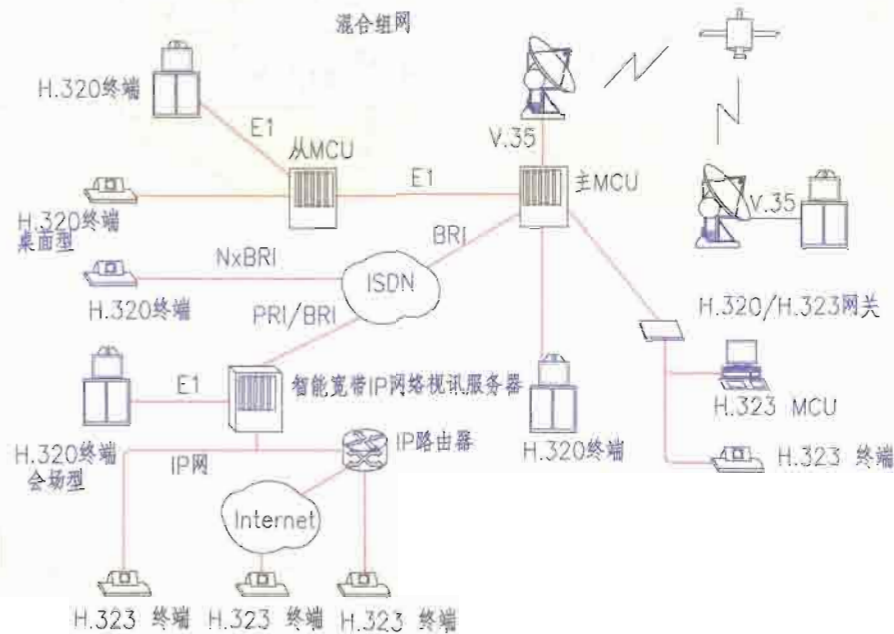 混合组网
H.320终端
E1
从MCU
V.35
E1
主MCU
V.35
H.320终端
桌面型
BRI
NxBRI
ISDN
H.320终端
PRI/BRI
H.320/H.323网关
E1
智能宽带IP网络视讯服务器
H.323 MCU
H.320终端
会场型
IP网
IP路由器
H.320终端
H.323 终端
Internet
H.323 终端
H.323 终端
H.323 终端